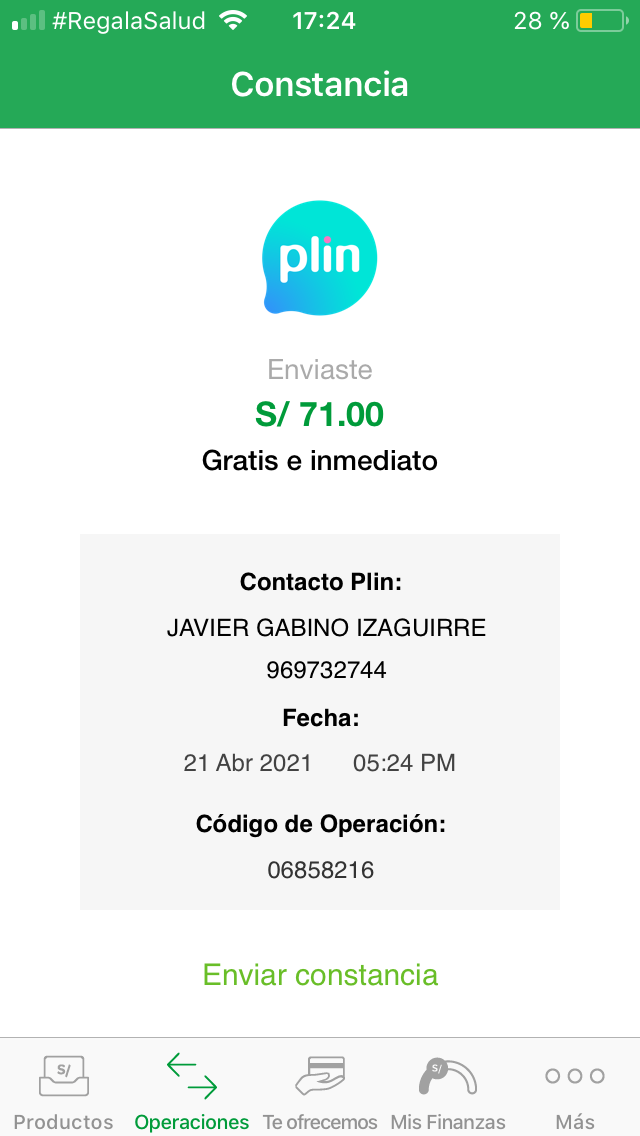 #RegalaSalud 17:24 28 %
Constancia
plin
Enviaste
S/ 71.00
Gratis e inmediato
Contacto Plin:
JAVIER GABINO IZAGUIRRE
969732744
Fecha:
21 Abr 2021 05:24 PM
Código de Operación:
06858216
Enviar constancia
S/ S/
Productos Operaciones Te ofrecemos Mis Finanzas Más